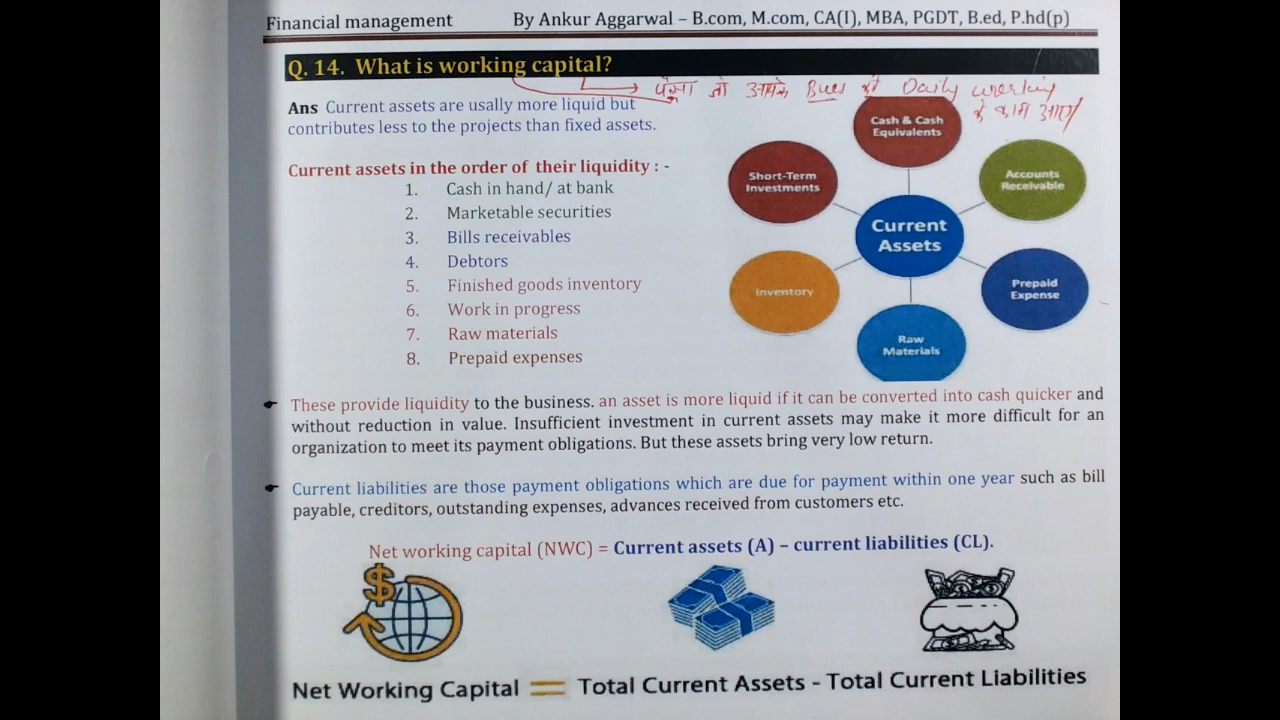 Financial management By Ankur Aggarwal – B.com, M.com, CA(I), MBA, PGDT, B.ed, P.hd(p)
Q. 14. What is working capital?
पैसा जो आपके Daily working
के काम आए
Ans Current assets are usally more liquid but
contributes less to the projects than fixed assets.
Current assets in the order of their liquidity : -
1. Cash in hand/ at bank
2. Marketable securities
3. Bills receivables
4. Debtors
5. Finished goods inventory
6. Work in progress
7. Raw materials
8. Prepaid expenses
Cash & Cash
Equivalents
Short-Term
Investments
Accounts
Receivable
Current
Assets
Inventory
Prepaid
Expense
Raw
Materials
These provide liquidity to the business. an asset is more liquid if it can be converted into cash quicker and
without reduction in value. Insufficient investment in current assets may make it more difficult for an
organization to meet its payment obligations. But these assets bring very low return.
Current liabilities are those payment obligations which are due for payment within one year such as bill
payable, creditors, outstanding expenses, advances received from customers etc.
Net working capital (NWC) = Current assets (A) – current liabilities (CL).
$
Net Working Capital = Total Current Assets - Total Current Liabilities